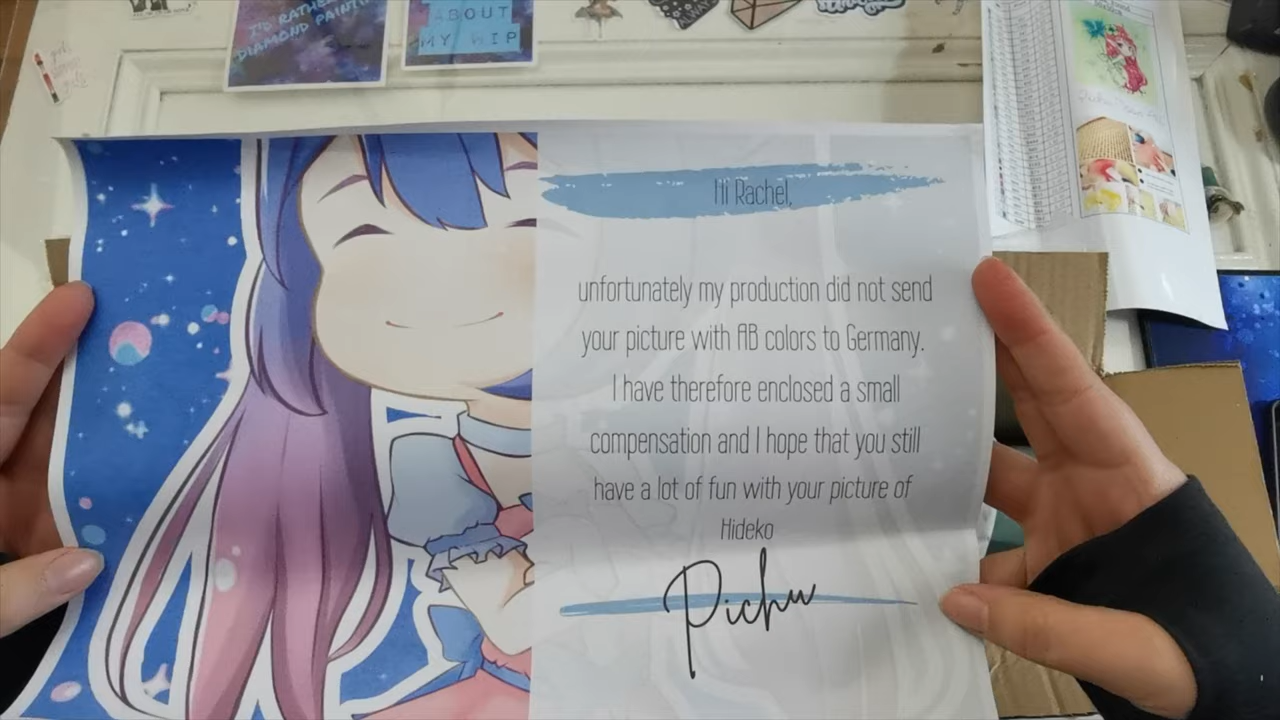 I'D RATHER
DIAMOND PAINTIN
ABOUT
MY WIP
Hi Rachel,
unfortunately my production did not send
your picture with AB colors to Germany.
I have therefore enclosed a small
compensation and I hope that you still
have a lot of fun with your picture of
Hideko
Pichu